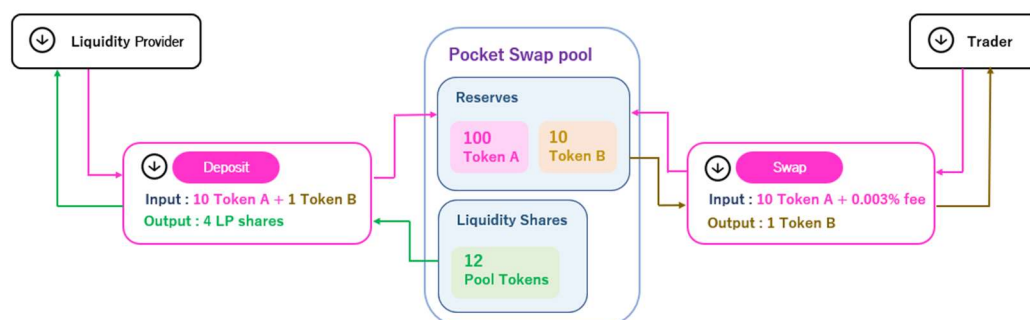 Liquidity Provider
Trader
Pocket Swap pool
Reserves
100
Token A
10
Token B
Deposit
Input : 10 Token A + 1 Token B
Output : 4 LP shares
Swap
Input : 10 Token A + 0.003% fee
Output : 1 Token B
Liquidity Shares
12
Pool Tokens